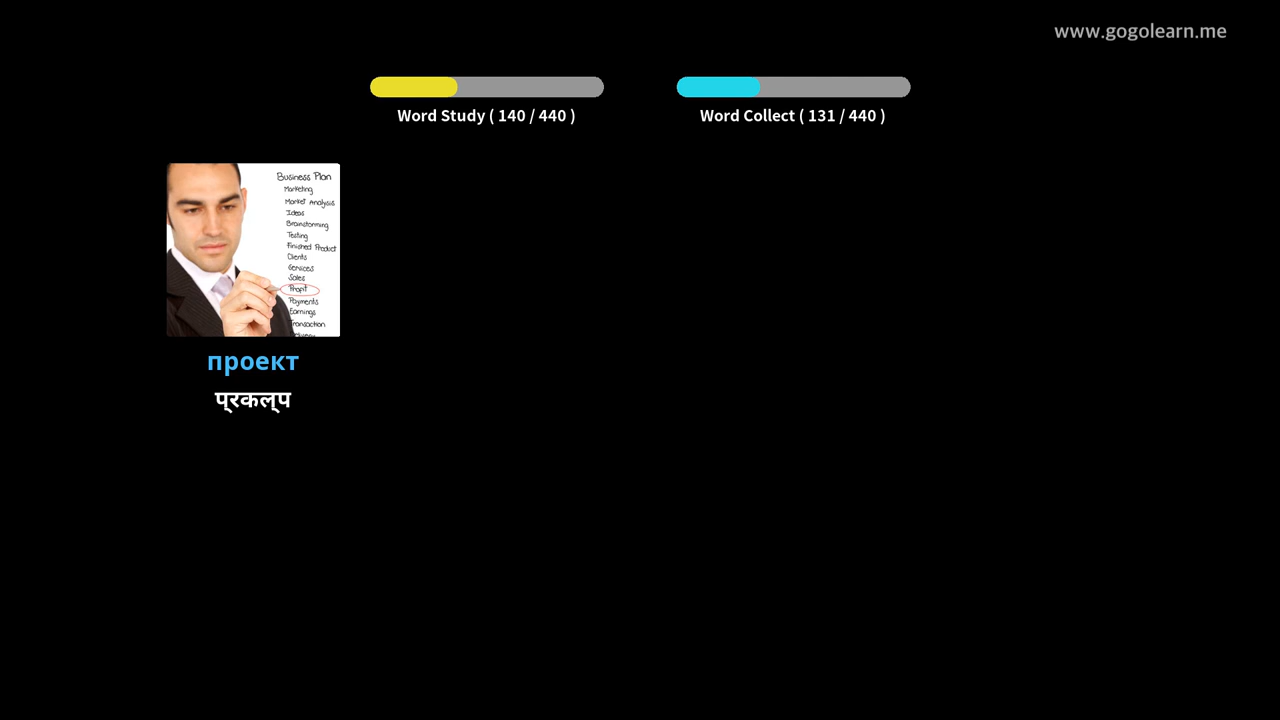 www.gogolearn.me
Word Study ( 140 / 440 )
Word Collect ( 131 / 440 )
Business Plan
Marketing
Market Analysis
Ideas
Brainstorming
Testing
Finished Product
Clients
Services
Sales
Profit
Payments
Earnings
Transaction
Delivery
проект
प्रकल्प